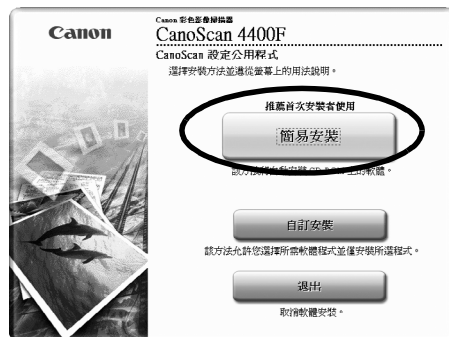 Canon
Canon 彩色影像掃描器
CanoScan 4400F
CanoScan 設定公用程式
選擇安裝方法並遵從螢幕上的用法說明。
推薦首次安裝者使用
簡易安裝
該方法將自動安裝 CD-ROM 上的軟體。
自訂安裝
該方法允許您選擇所需軟體程式並僅安裝所選程式。
退出
取消軟體安裝。